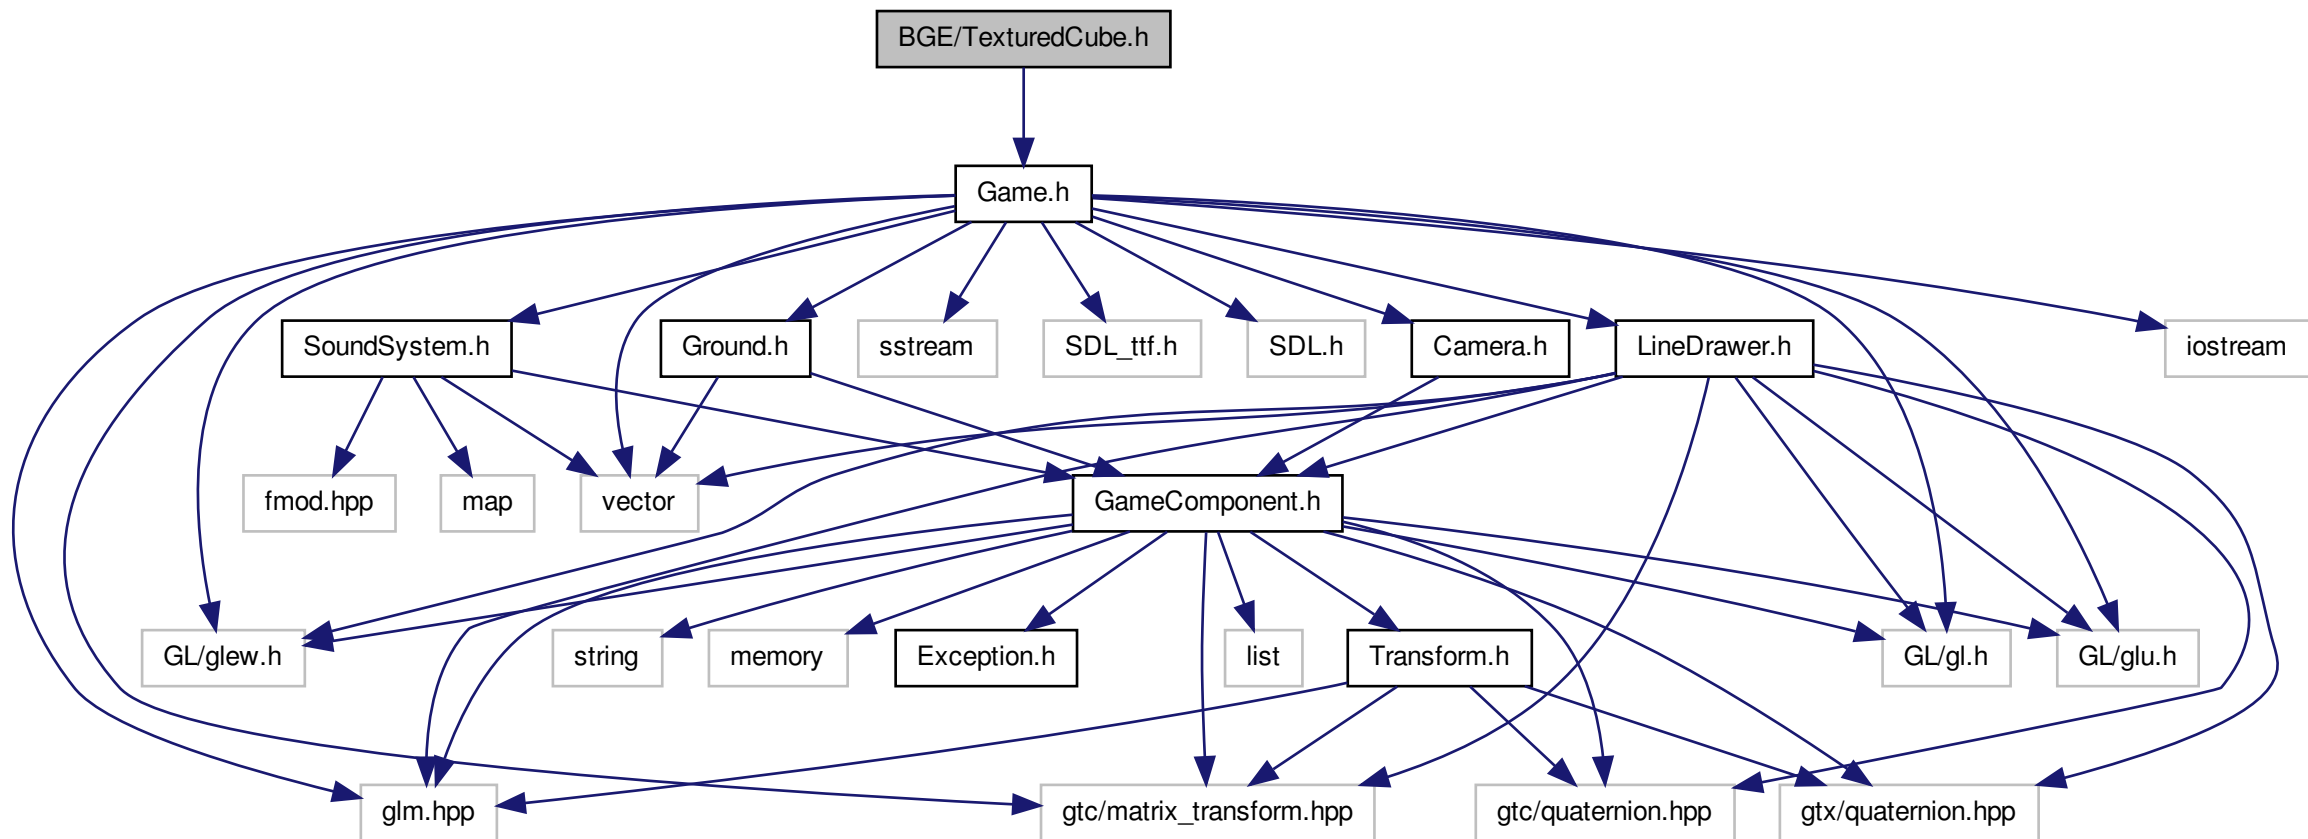 BGE/TexturedCube.h
Game.h
SoundSystem.h
Ground.h
sstream
SDL_ttf.h
SDL.h
Camera.h
LineDrawer.h
iostream
fmod.hpp
map
vector
GameComponent.h
GL/glew.h
string
memory
Exception.h
list
Transform.h
GL/gl.h
GL/glu.h
glm.hpp
gtc/matrix_transform.hpp
gtc/quaternion.hpp
gtx/quaternion.hpp